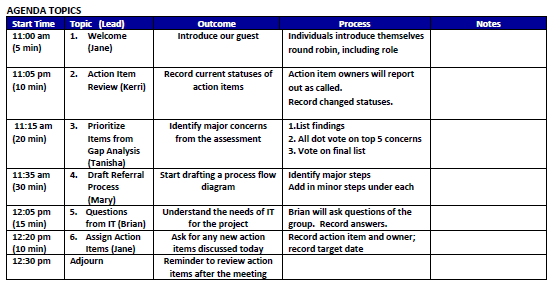 AGENDA TOPICS
Start Time Topic (Lead) Outcome Process Notes
11:00 am 1. Welcome Introduce our guest Individuals introduce themselves
(5 min) (Jane) round robin, including role
11:05 pm 2. Action Item Record current statuses of Action item owners will report
(10 min) Review (Kerri) action items out as called.
Record changed statuses.
11:15 am 3. Prioritize Identify major concerns 1.List findings
(20 min) Items from from the assessment 2. All dot vote on top 5 concerns
Gap Analysis 3. Vote on final list
(Tanisha)
11:35 am 4. Draft Referral Start drafting a process flow Identify major steps
(30 min) Process diagram Add in minor steps under each
(Mary)
12:05 pm 5. Questions Understand the needs of IT Brian will ask questions of the
(15 min) from IT (Brian) for the project group. Record answers.
12:20 pm 6. Assign Action Ask for any new action Record action item and owner;
(10 min) Items (Jane) items discussed today record target date
12:30 pm Adjourn Reminder to review action
items after the meeting